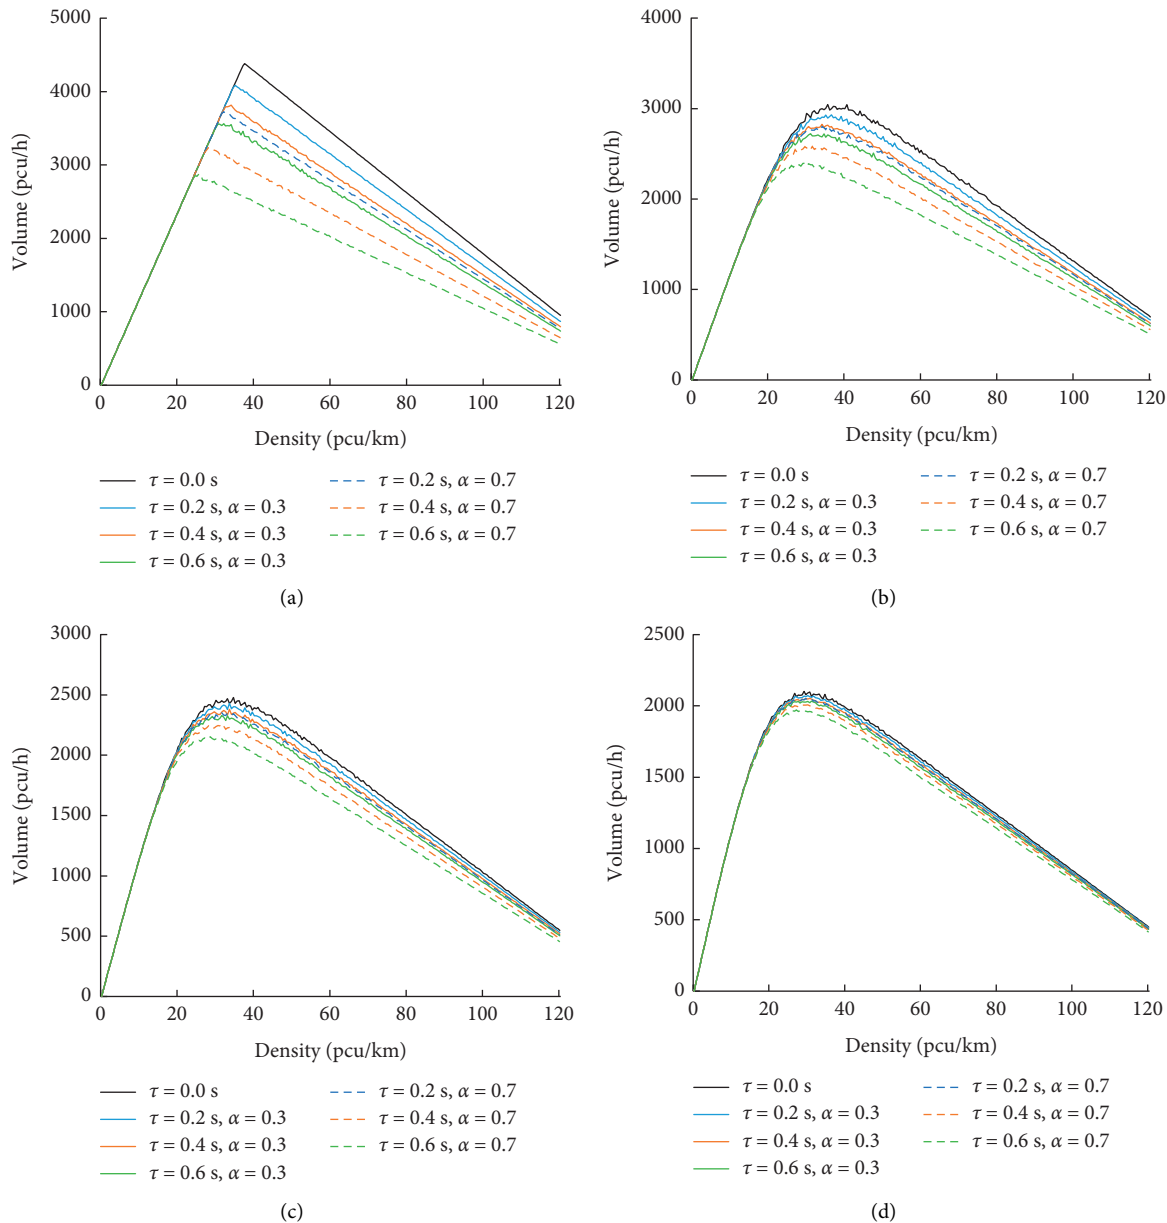 5000
4000
3000
2000
1000
0
Volume (pcu/h)
0 20 40 60 80 100 120
Density (pcu/km)
τ = 0.0 s
τ = 0.2 s, α = 0.3
τ = 0.4 s, α = 0.3
τ = 0.6 s, α = 0.3
τ = 0.2 s, α = 0.7
τ = 0.4 s, α = 0.7
τ = 0.6 s, α = 0.7
(a)
4000
3000
2000
1000
0
Volume (pcu/h)
0 20 40 60 80 100 120
Density (pcu/km)
τ = 0.0 s
τ = 0.2 s, α = 0.3
τ = 0.4 s, α = 0.3
τ = 0.6 s, α = 0.3
τ = 0.2 s, α = 0.7
τ = 0.4 s, α = 0.7
τ = 0.6 s, α = 0.7
(b)
3000
2500
2000
1500
1000
500
0
Volume (pcu/h)
0 20 40 60 80 100 120
Density (pcu/km)
τ = 0.0 s
τ = 0.2 s, α = 0.3
τ = 0.4 s, α = 0.3
τ = 0.6 s, α = 0.3
τ = 0.2 s, α = 0.7
τ = 0.4 s, α = 0.7
τ = 0.6 s, α = 0.7
(c)
2500
2000
1500
1000
500
0
Volume (pcu/h)
0 20 40 60 80 100 120
Density (pcu/km)
τ = 0.0 s
τ = 0.2 s, α = 0.3
τ = 0.4 s, α = 0.3
τ = 0.6 s, α = 0.3
τ = 0.2 s, α = 0.7
τ = 0.4 s, α = 0.7
τ = 0.6 s, α = 0.7
(d)